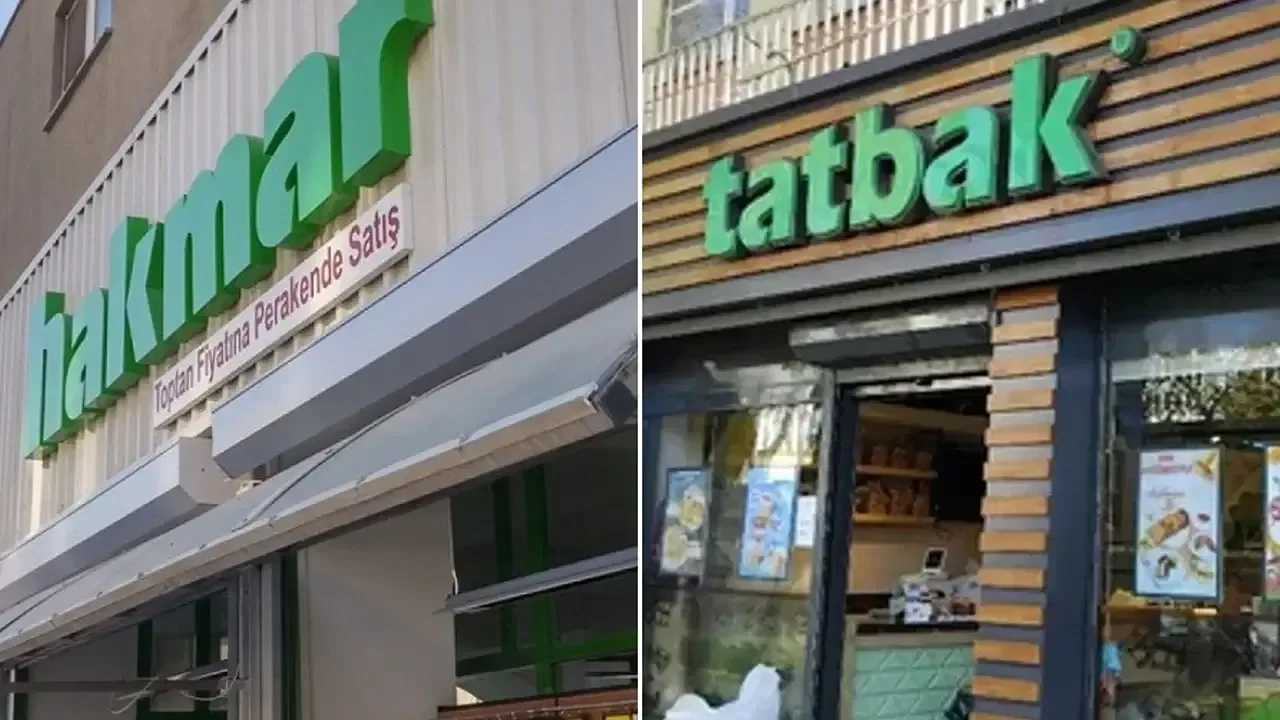 hakmar
Toptan Fiyatına Perakende Satış
tatbak